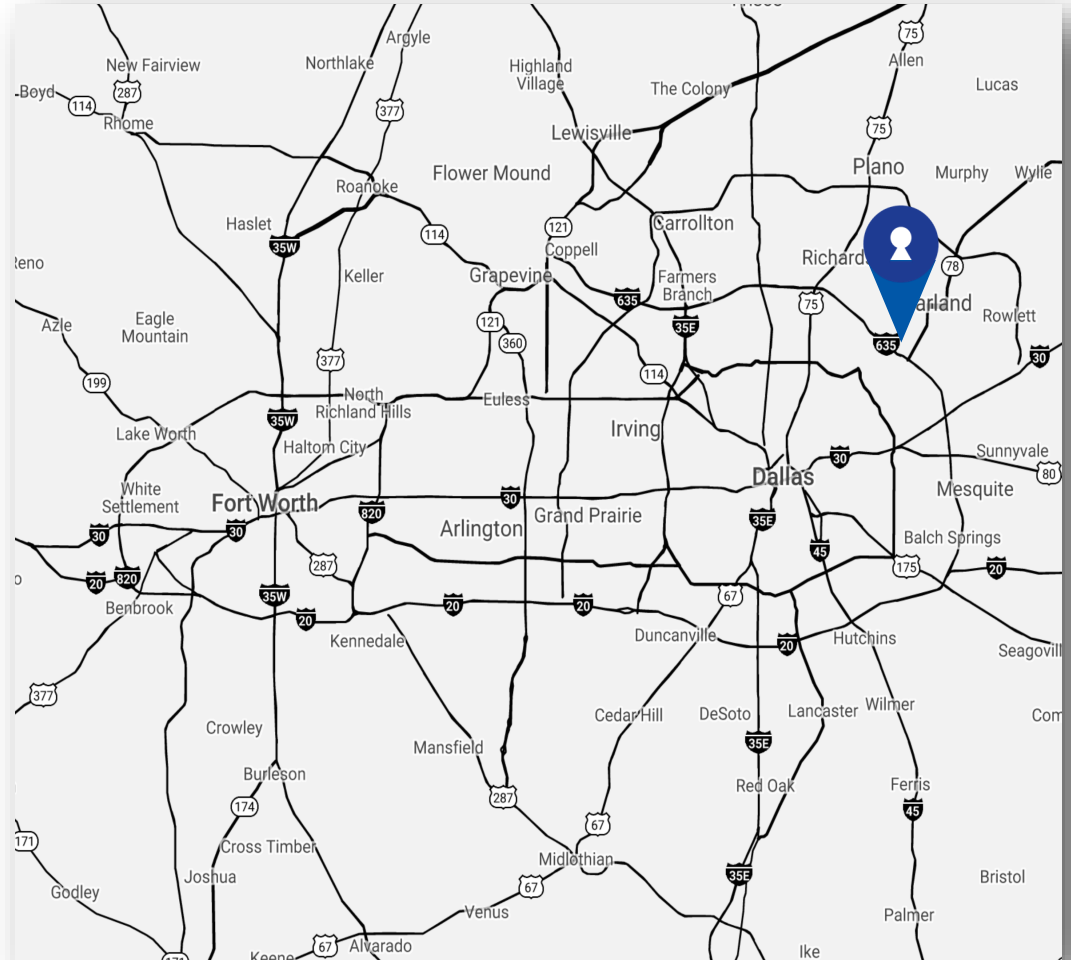 Argyle
75
New Fairview
Northlake
Highland
Village
Allen
287
Boyd
114
377
The Colony
Lucas
Rhome
Lewisville
75
Roanoke
Flower Mound
Plano
Murphy
Wylie
Haslet
35W
114
121
Carrollton
Coppell
Richard
78
Keller
Grapevine
635
Farmers
Branch
75
arland
Rowlett
Azle
Eagle
Mountain
121
360
35E
635
30
377
114
199
North
Richland Hills
Euless
35W
Lake Worth
Haltom City
Irving
30
Sunnyvale
80
White
Settlement
Fort Worth
820
30
Arlington
Grand Prairie
Dallas
Mesquite
35E
30
30
287
45
Balch Springs
175
20
20
820
35W
Benbrook
20
20
20
67
Kennedale
Duncanville
20
Hutchins
377
Crowley
Cedar Hill
DeSoto
Lancaster
Wilmer
Mansfield
35E
Burleson
287
Red Oak
Ferris
174
67
45
171
Cross Timber
Midlothian
35E
Joshua
67
Bristol
Godley
Venus
Palmer
67
Alvarado
Ike